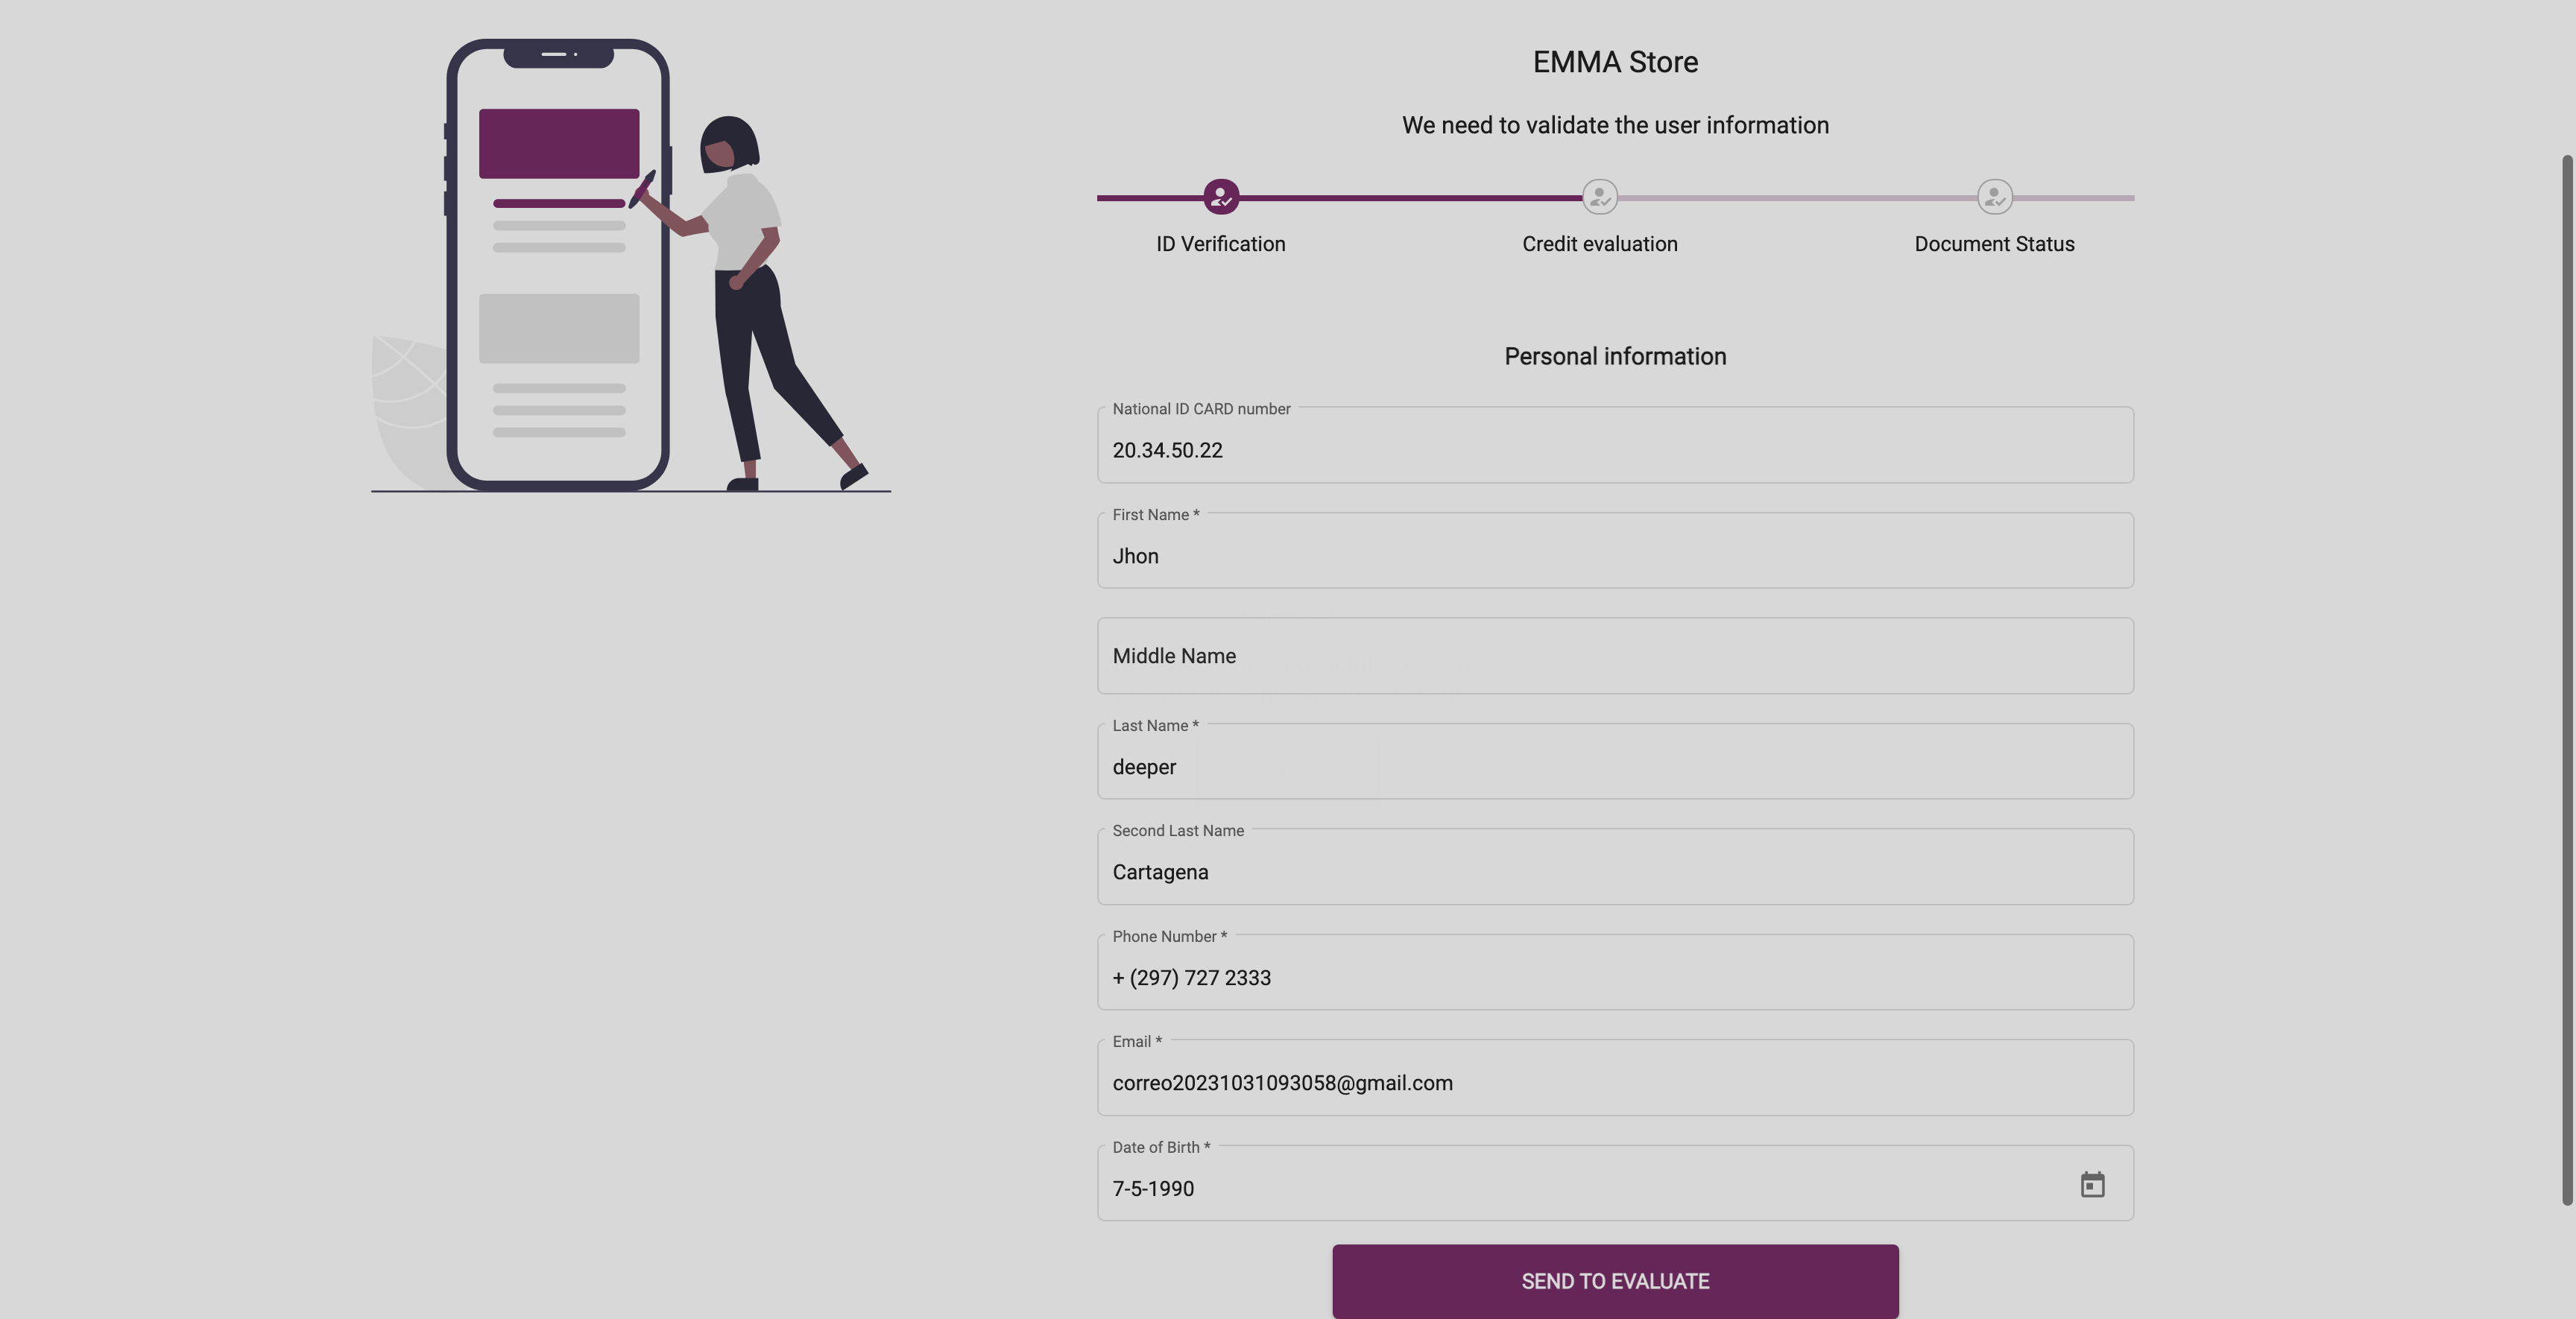 EMMA Store
We need to validate the user information
ID Verification
Credit evaluation
Document Status
Personal information
National ID CARD number
20.34.50.22
First Name *
Jhon
Middle Name
Last Name *
deeper
Second Last Name
Cartagena
Phone Number *
+ (297) 727 2333
Email *
correo20231031093058@gmail.com
Date of Birth *
7-5-1990
SEND TO EVALUATE